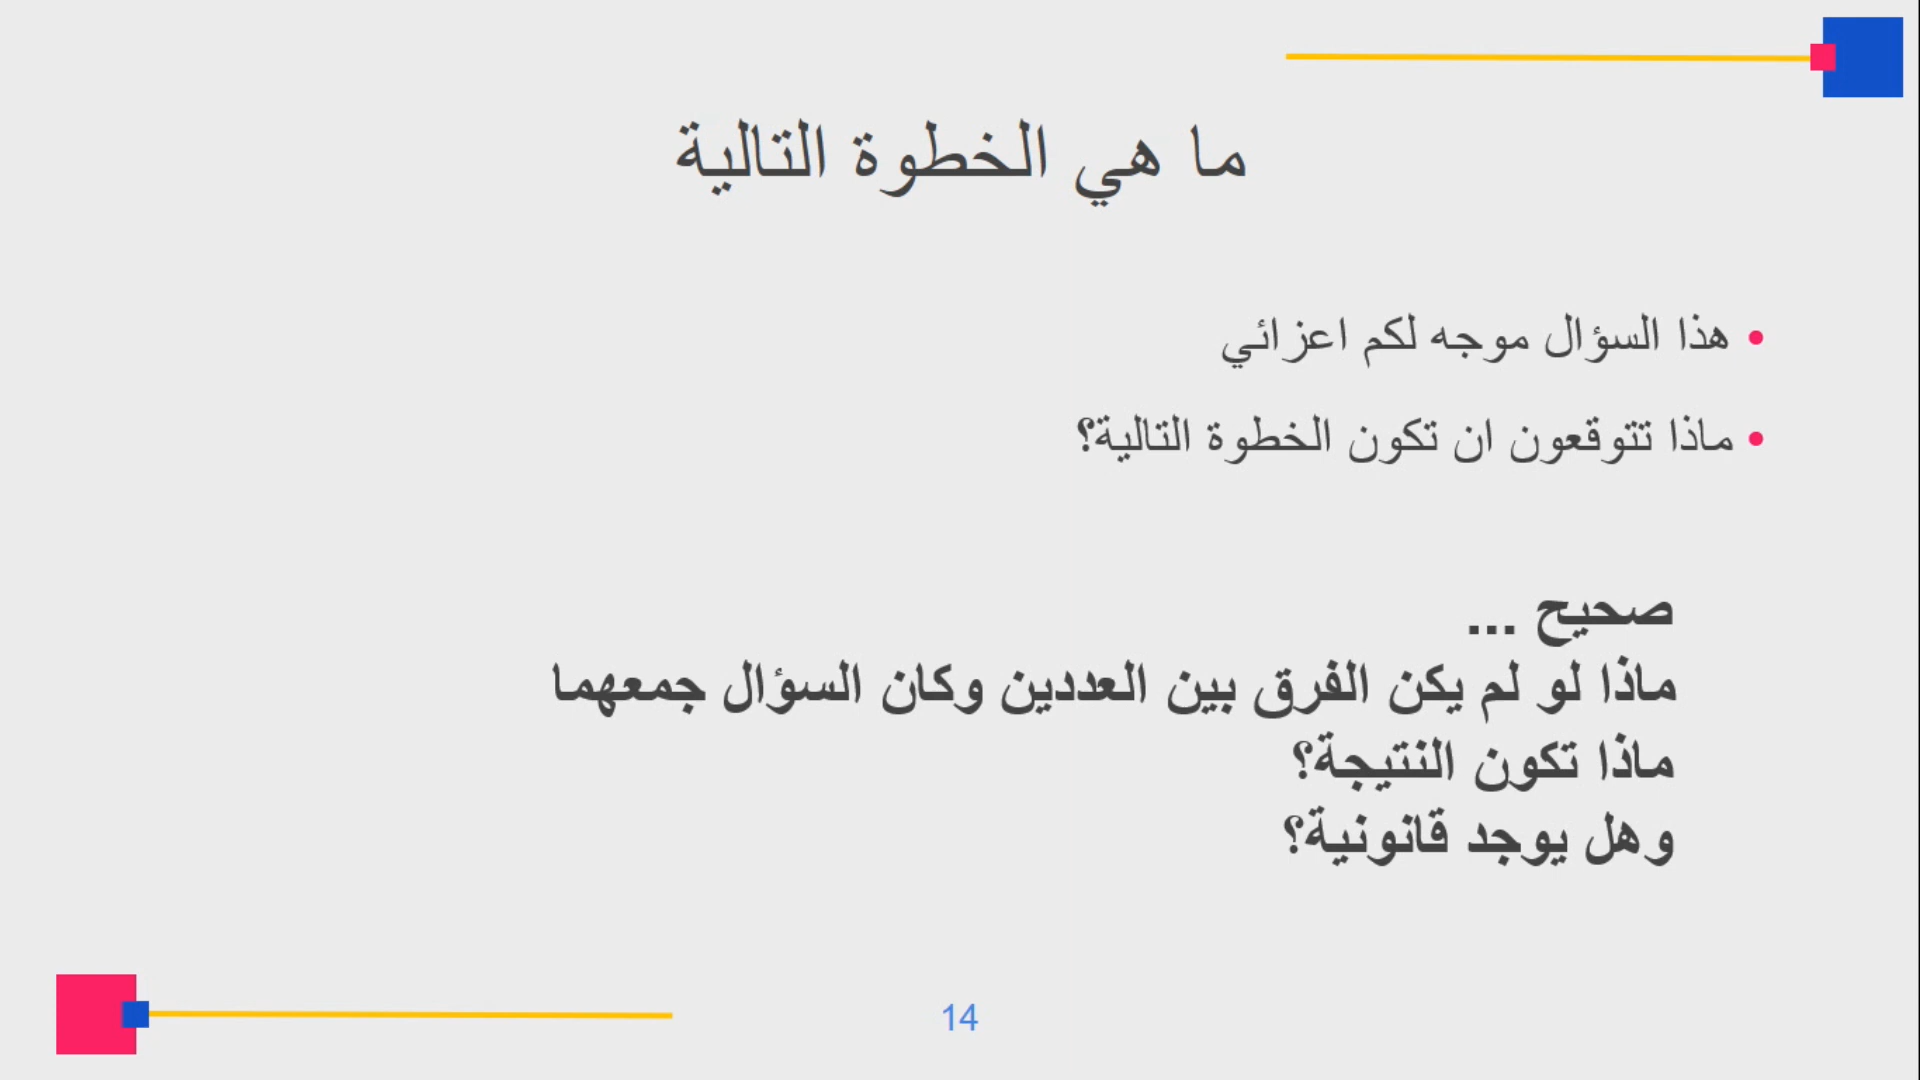 ما هي الخطوة التالية
• هذا السؤال موجه لكم اعزائي
• ماذا تتوقعون ان تكون الخطوة التالية؟
صحيح ...
ماذا لو لم يكن الفرق بين العددين وكان السؤال جمعهما
ماذا تكون النتيجة؟
وهل يوجد قانونية؟
14